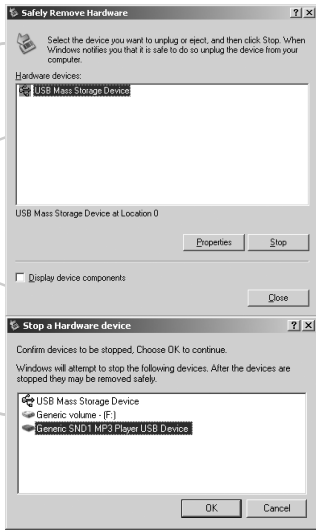 Safely Remove Hardware
Select the device you want to unplug or eject, and then click Stop. When
Windows notifies you that it is safe to do so unplug the device from your
computer.
Hardware devices:
USB Mass Storage Device
USB Mass Storage Device at Location 0
Properties
Stop
Display device components
Close
Stop a Hardware device
Confirm devices to be stopped, Choose OK to continue.
Windows will attempt to stop the following devices. After the devices are
stopped they may be removed safely.
USB Mass Storage Device
Generic volume - (F:)
Generic SND1 MP3 Player USB Device
OK
Cancel